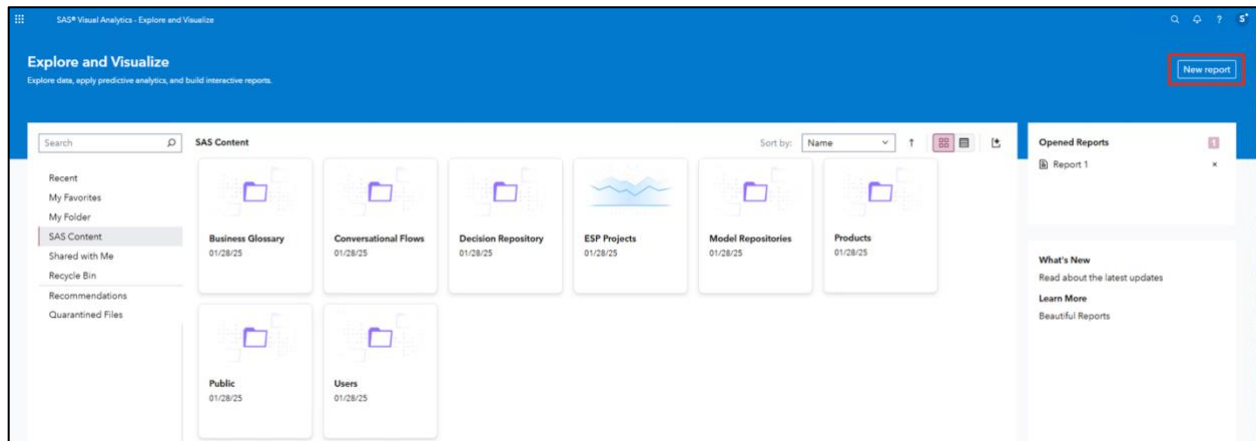 SAS® Visual Analytics - Explore and Visualize
?
S
Explore and Visualize
Explore data, apply predictive analytics, and build interactive reports.
New report
Search
SAS Content
Sort by:
Name
Opened Reports
1
Report 1
Recent
My Favorites
My Folder
SAS Content
Shared with Me
Recycle Bin
Recommendations
Quarantined Files
Business Glossary
01/28/25
Conversational Flows
01/28/25
Decision Repository
01/28/25
ESP Projects
01/28/25
Model Repositories
01/28/25
Products
01/28/25
Public
01/28/25
Users
01/28/25
What's New
Read about the latest updates
Learn More
Beautiful Reports